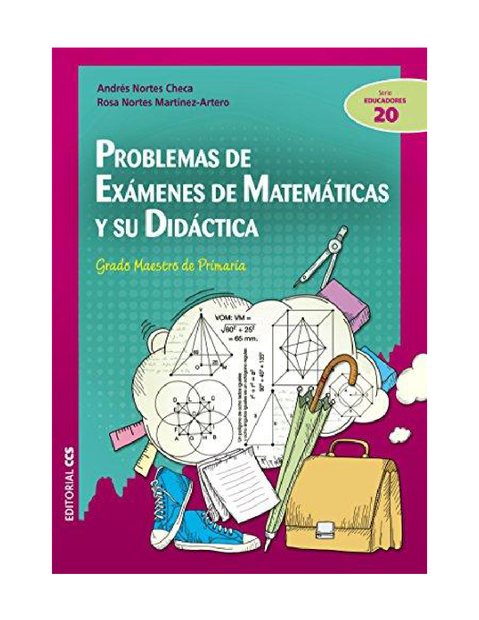 Andrés Nortes Checa
Rosa Nortes Martínez-Artero
Serie
EDUCADORES
20
PROBLEMAS DE
EXÁMENES DE MATEMÁTICAS
Y SU DIDÁCTICA
Grado Maestro de Primaria
VOM: VM =
= 65 mm.
EDITORIAL CCS